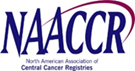 NAACCR
North American Association of
Central Cancer Registries